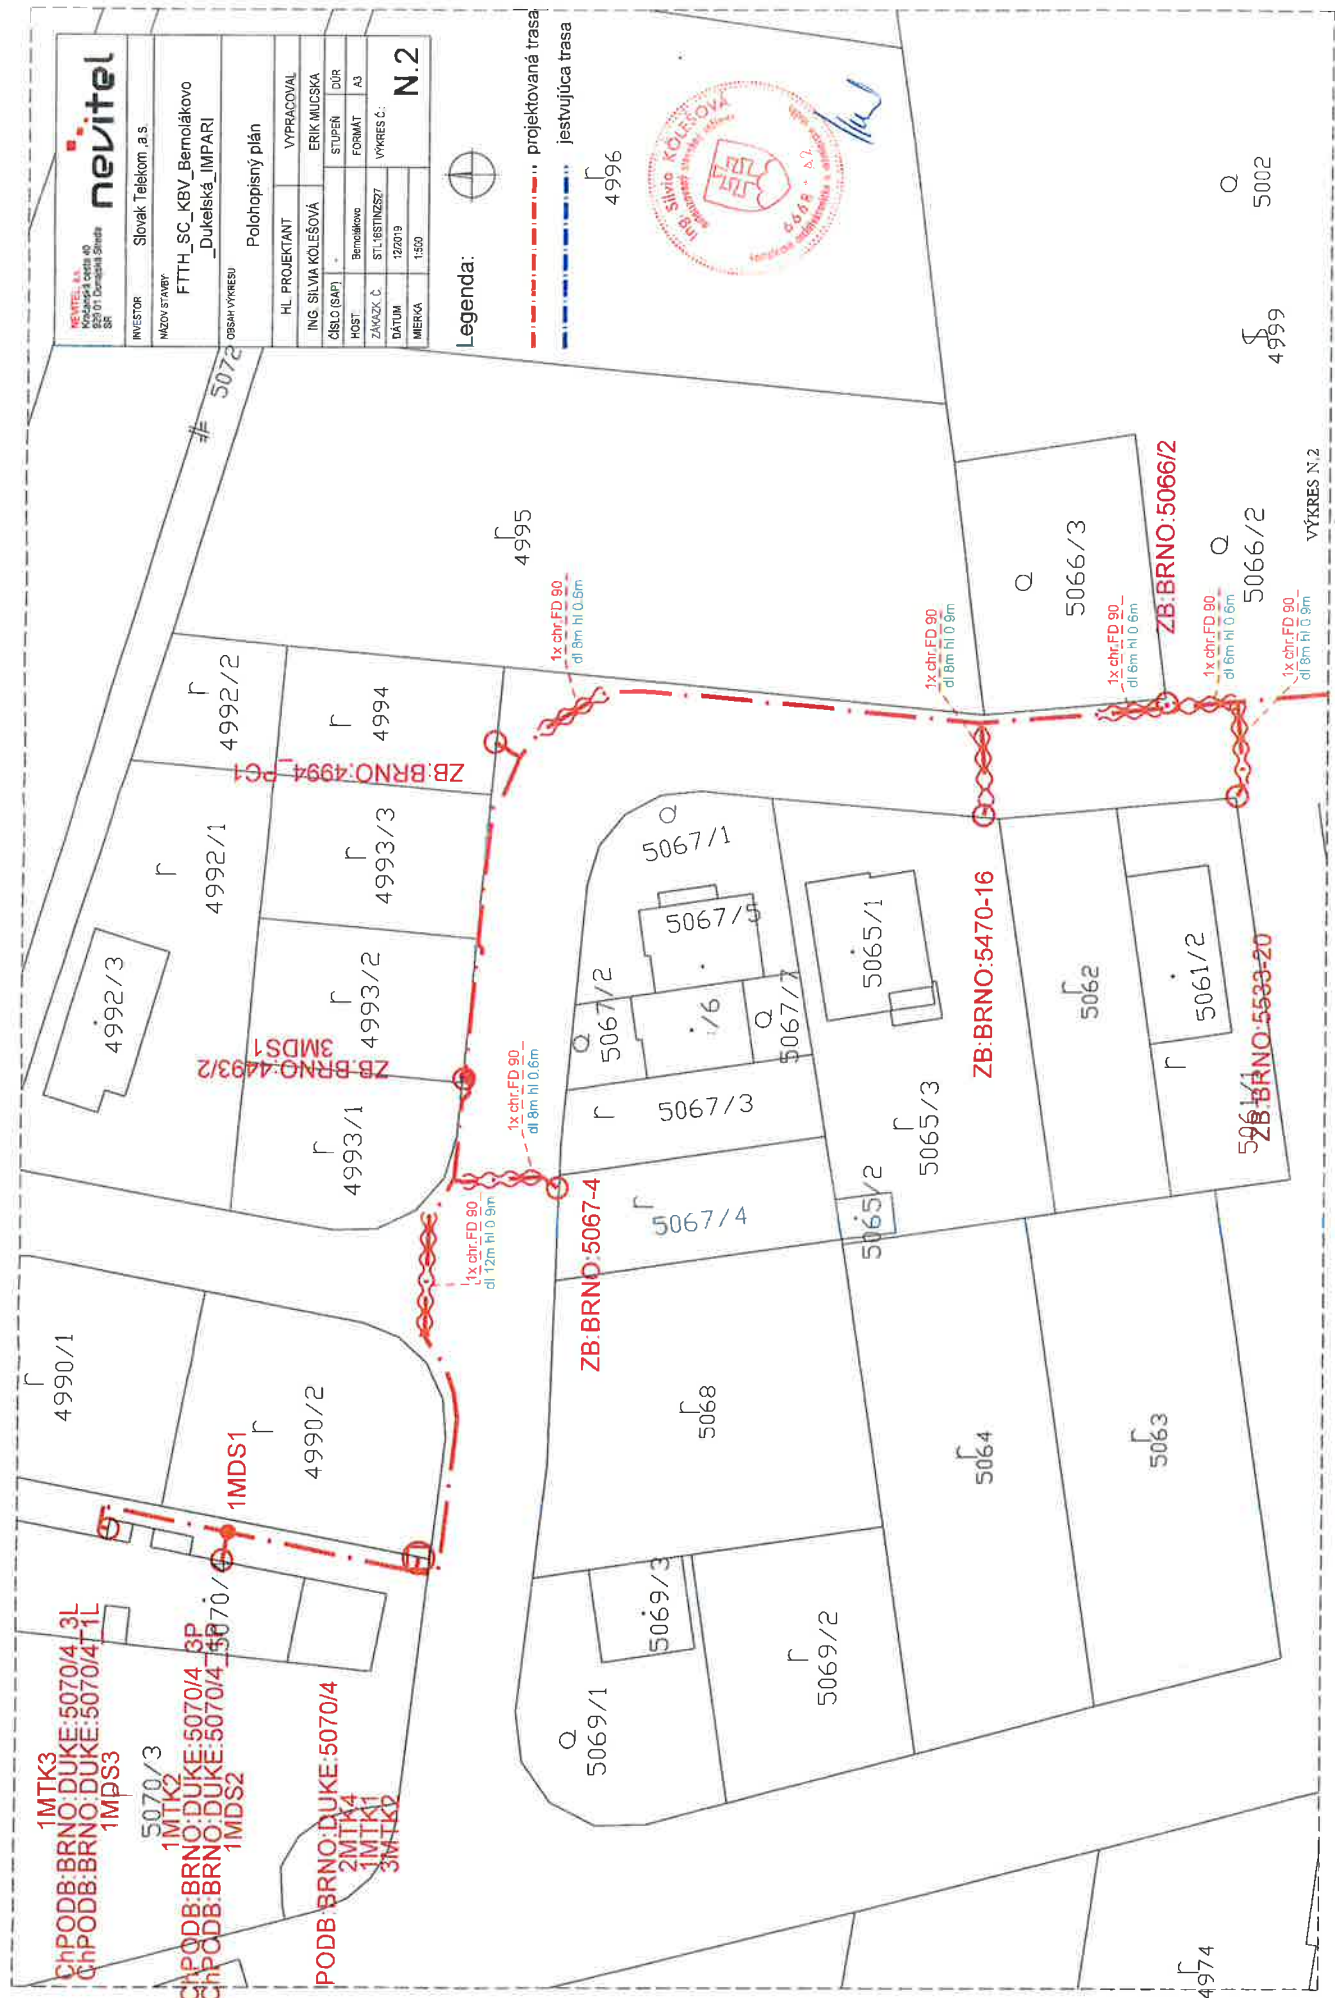 NEVITEL, a.s.
Kračanská cesta 40
929 01 Dunajská Streda
SR
nevitel
INVESTOR
Slovak Telekom ,a.s.
NÁZOV STAVBY
FTTH_SC_KBV_Bernolákovo
_Dukelská_IMPARI
OBSAH VÝKRESU
Polohopisný plán
HL. PROJEKTANT
VYPRACOVAL
ING. SILVIA KÖLEŠOVÁ
ERIK MUCSKA
ČÍSLO (SAP)
-
STUPEŇ
DÚR
HOST:
Bernolákovo
FORMÁT
A3
ZÁKAZK. Č.
STL16STINZS27
VÝKRES Č.:
N.2
DÁTUM
12/2019
MIERKA
1:500
Legenda:
projektovaná trasa
jestvujúca trasa
Ing. Silvia KÖLEŠOVÁ
4996
5002
4999
5072
4995
5066/3
5066/2
ZB:BRNO:5066/2
VÝKRES N.2
1x chr.FD 90
dl 8m hl 0.6m
1x chr.FD 90
dl 8m hl 0.9m
1x chr.FD 90
dl 6m hl 0.6m
1x chr.FD 90
dl 6m hl 0.6m
1x chr.FD 90
dl 8m hl 0.9m
4992/2
4994
ZB:BRNO:4994_PC1
4992/1
4993/3
4992/3
4993/2
ZB:BRNO:4493/2
3MDS1
4993/1
5067/1
5067/5
5067/2
5067/7
5067/3
5067/4
5065/1
5065/3
5065/2
ZB:BRNO:5470-16
5062
5061/2
ZB:BRNO:5533-20
1x chr.FD 90
dl 8m hl 0.6m
1x chr.FD 90
dl 12m hl 0.9m
ZB:BRNO:5067-4
4990/1
4990/2
1MDS1
5068
5064
5063
5069/3
5069/2
5069/1
1MTK3
ChPODB:BRNO:DUKE:5070/4_3L
ChPODB:BRNO:DUKE:5070/4_1L
1MDS3
5070/3
1MTK2
ChPODB:BRNO:DUKE:5070/4_3P
1MDS2
PODB:BRNO:DUKE:5070/4
2MTK4
1MTK1
3MTK2
4974